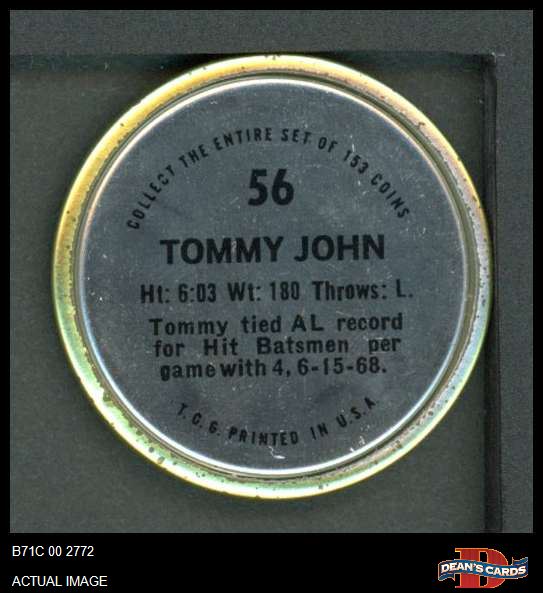 COLLECT THE ENTIRE SET OF 153 COINS
56
TOMMY JOHN
Ht: 6:03 Wt: 180 Throws: L.
Tommy tied AL record
for Hit Batsmen per
game with 4, 6-15-68.
T.C.G. PRINTED IN U.S.A.
B71C 00 2772
ACTUAL IMAGE
D
DEAN'S CARDS